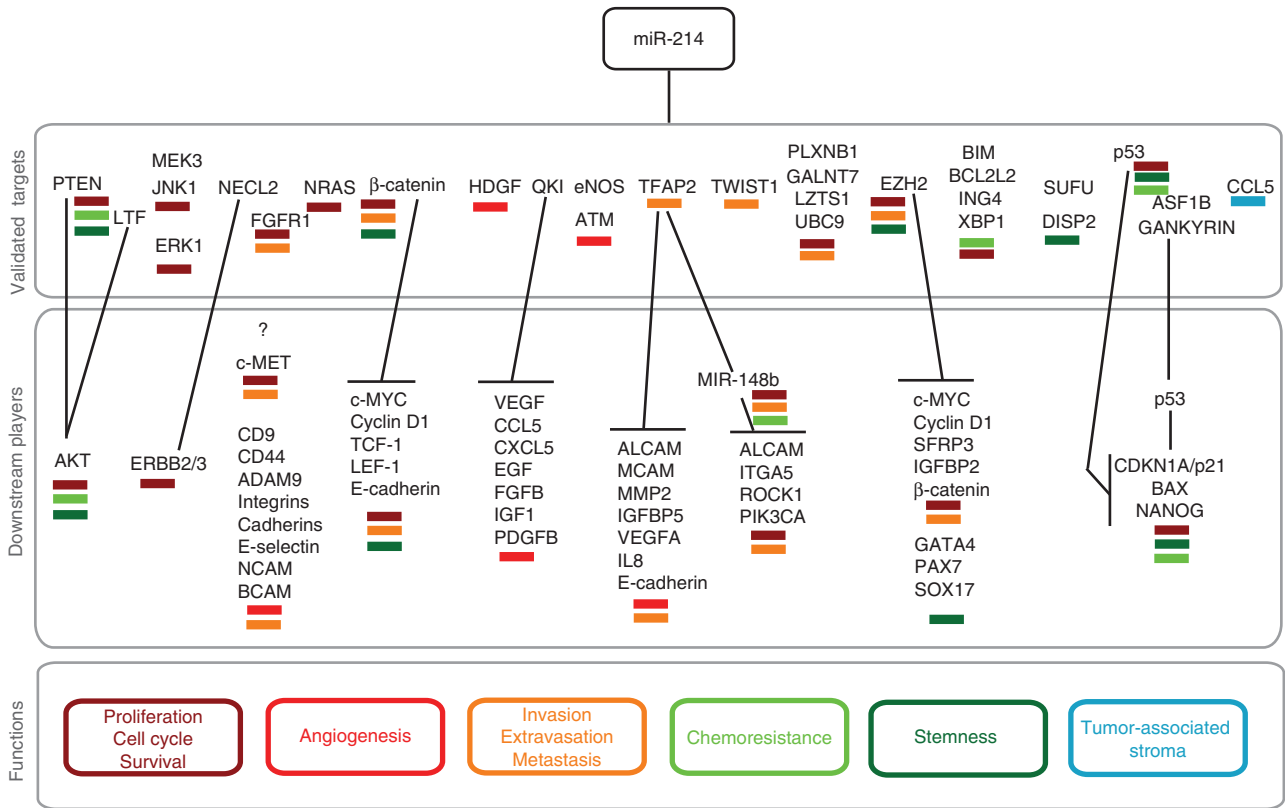 miR-214
Validated targets
PTEN
LTF
MEK3
JNK1
ERK1
NECL2
FGFR1
NRAS
β-catenin
HDGF
QKI
eNOS
ATM
TFAP2
TWIST1
PLXNB1
GALNT7
LZTS1
UBC9
EZH2
BIM
BCL2L2
ING4
XBP1
SUFU
DISP2
p53
ASF1B
GANKYRIN
CCL5
Downstream players
AKT
ERBB2/3
?
c-MET
CD9
CD44
ADAM9
Integrins
Cadherins
E-selectin
NCAM
BCAM
c-MYC
Cyclin D1
TCF-1
LEF-1
E-cadherin
VEGF
CCL5
CXCL5
EGF
FGFB
IGF1
PDGFB
ALCAM
MCAM
MMP2
IGFBP5
VEGFA
IL8
E-cadherin
MIR-148b
ALCAM
ITGA5
ROCK1
PIK3CA
c-MYC
Cyclin D1
SFRP3
IGFBP2
β-catenin
GATA4
PAX7
SOX17
p53
CDKN1A/p21
BAX
NANOG
Functions
Proliferation
Cell cycle
Survival
Angiogenesis
Invasion
Extravasation
Metastasis
Chemoresistance
Stemness
Tumor-associated
stroma